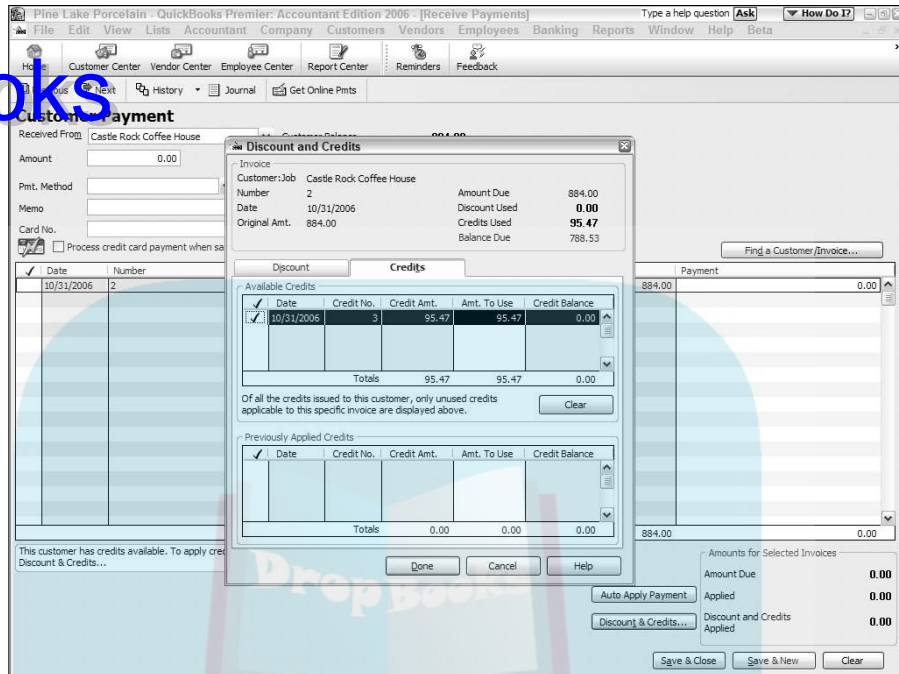 Pine Lake Porcelain - QuickBooks Premier: Accountant Edition 2006 - [Receive Payments]
Type a help question Ask How Do I?
File Edit View Lists Accountant Company Customers Vendors Employees Banking Reports Window Help Beta
Customer Center Vendor Center Employee Center Report Center Reminders Feedback
Next History Journal Get Online Pmts
oks
Customer Payment
Received From Castle Rock Coffee House Customer Balance 884.00
Amount 0.00
Pmt. Method
Memo
Card No.
Process credit card payment when sa
Find a Customer/Invoice...
Date Number Payment
10/31/2006 2 884.00 0.00
884.00 0.00
Discount and Credits
Invoice
Customer:Job Castle Rock Coffee House
Number 2 Amount Due 884.00
Date 10/31/2006 Discount Used 0.00
Original Amt. 884.00 Credits Used 95.47
Balance Due 788.53
Discount Credits
Available Credits
✓ Date Credit No. Credit Amt. Amt. To Use Credit Balance
✓ 10/31/2006 3 95.47 95.47 0.00
Totals 95.47 95.47 0.00
Of all the credits issued to this customer, only unused credits
applicable to this specific invoice are displayed above.
Clear
Previously Applied Credits
✓ Date Credit No. Credit Amt. Amt. To Use Credit Balance
Totals 0.00 0.00 0.00
Done Cancel Help
This customer has credits available. To apply cred
Discount & Credits...
Amounts for Selected Invoices
Amount Due 0.00
Auto Apply Payment Applied 0.00
Discount & Credits... Discount and Credits
Applied 0.00
Save & Close Save & New Clear
Drop Books